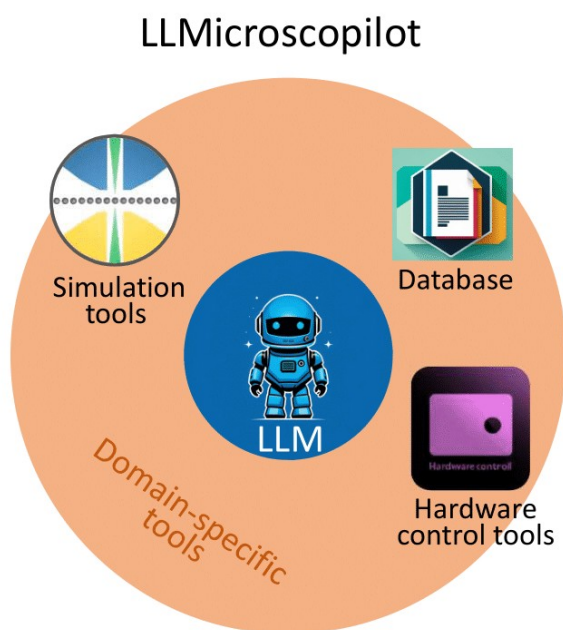 LLMicroscopilot
Simulation
tools
Database
LLM
Hardware control
Hardware
control tools
Domain-specific
tools